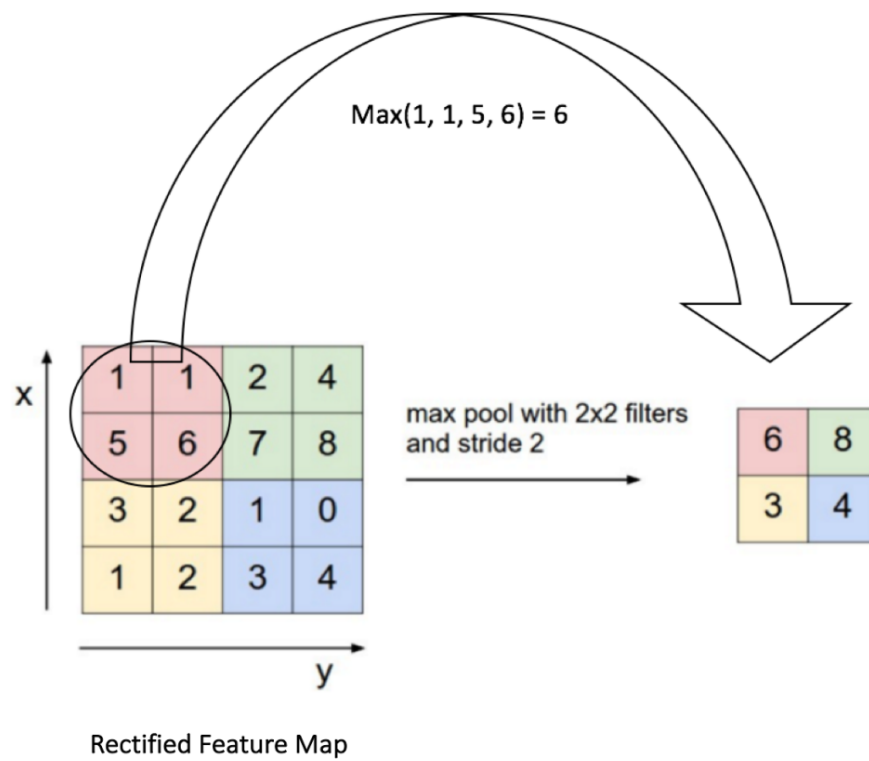 Max(1, 1, 5, 6) = 6
x
1 1 2 4
5 6 7 8
3 2 1 0
1 2 3 4
y
Rectified Feature Map
max pool with 2x2 filters
and stride 2
6 8
3 4